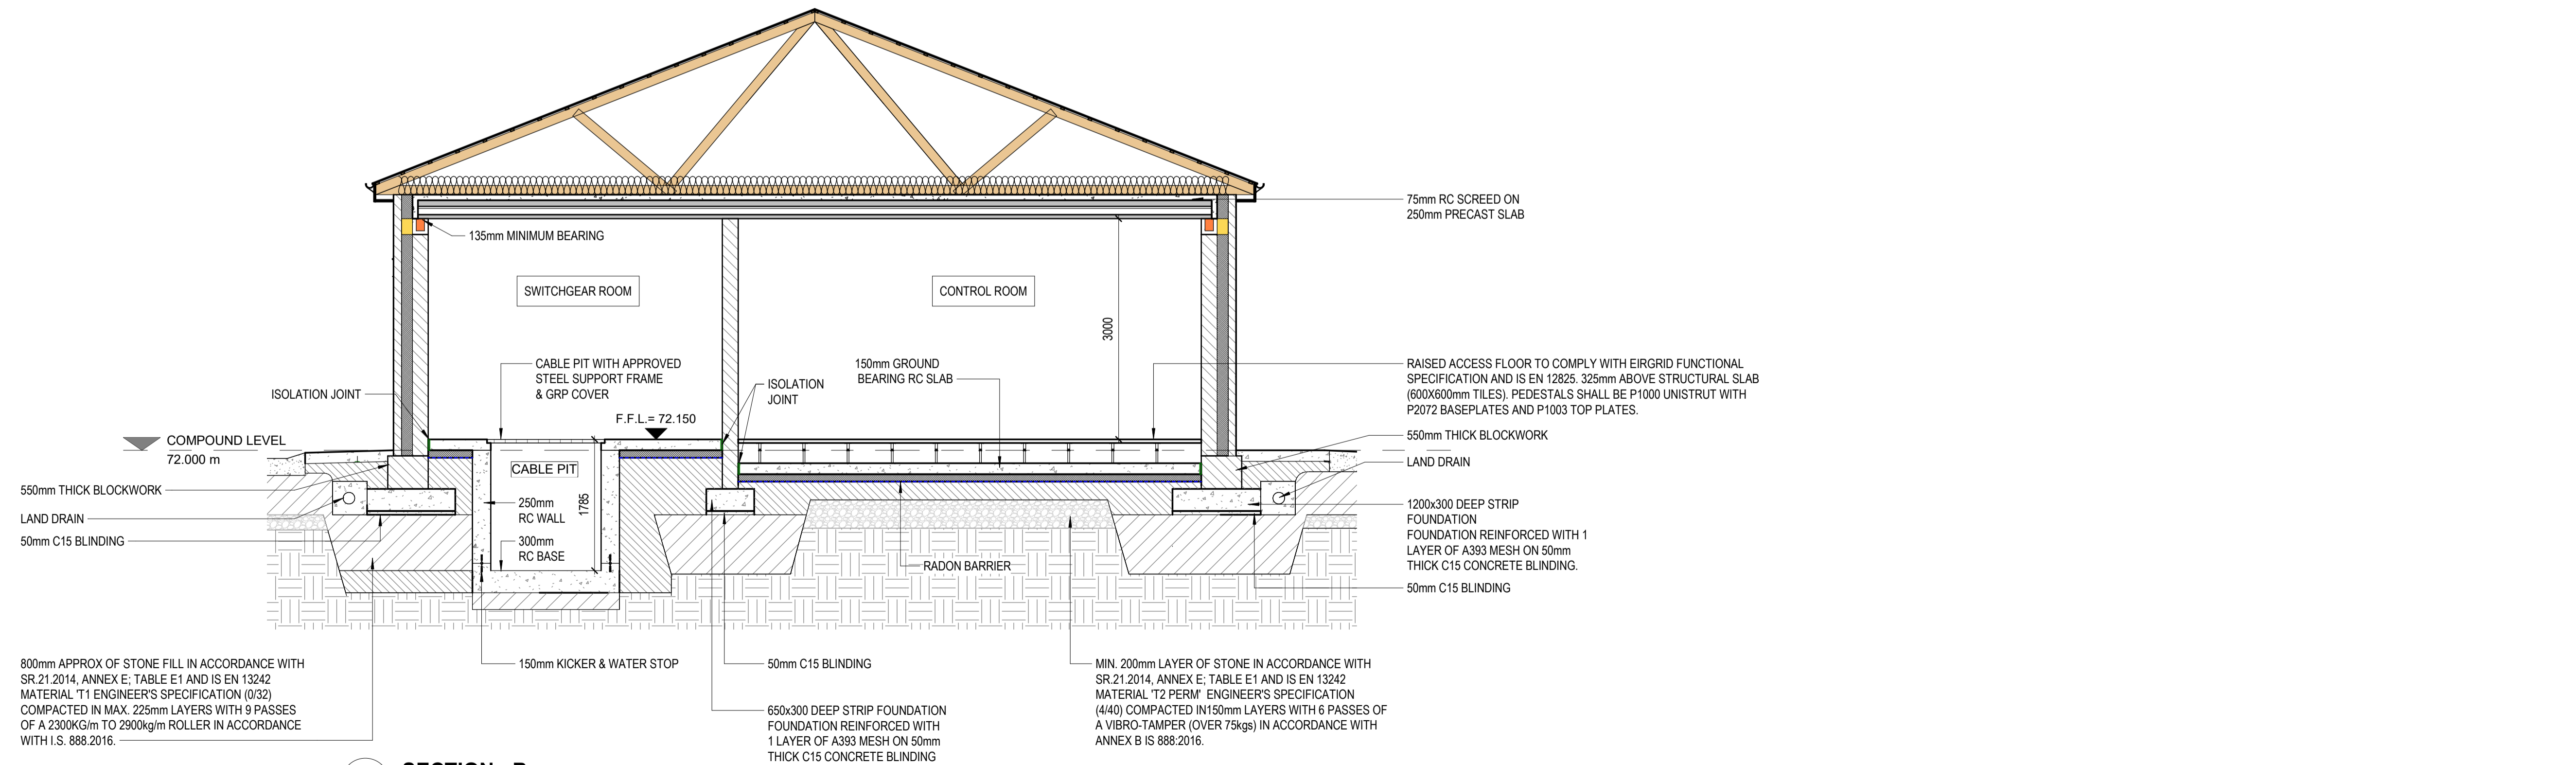 75mm RC SCREED ON
250mm PRECAST SLAB
135mm MINIMUM BEARING
SWITCHGEAR ROOM
CONTROL ROOM
3000
CABLE PIT WITH APPROVED
STEEL SUPPORT FRAME
& GRP COVER
150mm GROUND
BEARING RC SLAB
RAISED ACCESS FLOOR TO COMPLY WITH EIRGRID FUNCTIONAL
SPECIFICATION AND IS EN 12825. 325mm ABOVE STRUCTURAL SLAB
(600X600mm TILES). PEDESTALS SHALL BE P1000 UNISTRUT WITH
P2072 BASEPLATES AND P1003 TOP PLATES.
ISOLATION JOINT
ISOLATION
JOINT
F.F.L.= 72.150
COMPOUND LEVEL
72.000 m
550mm THICK BLOCKWORK
LAND DRAIN
CABLE PIT
550mm THICK BLOCKWORK
LAND DRAIN
50mm C15 BLINDING
250mm
RC WALL
1785
300mm
RC BASE
RADON BARRIER
1200x300 DEEP STRIP
FOUNDATION
FOUNDATION REINFORCED WITH 1
LAYER OF A393 MESH ON 50mm
THICK C15 CONCRETE BLINDING.
50mm C15 BLINDING
800mm APPROX OF STONE FILL IN ACCORDANCE WITH
SR.21.2014, ANNEX E; TABLE E1 AND IS EN 13242
MATERIAL 'T1 ENGINEER'S SPECIFICATION (0/32)
COMPACTED IN MAX. 225mm LAYERS WITH 9 PASSES
OF A 2300KG/m TO 2900kg/m ROLLER IN ACCORDANCE
WITH I.S. 888.2016.
150mm KICKER & WATER STOP
50mm C15 BLINDING
650x300 DEEP STRIP FOUNDATION
FOUNDATION REINFORCED WITH
1 LAYER OF A393 MESH ON 50mm
THICK C15 CONCRETE BLINDING
MIN. 200mm LAYER OF STONE IN ACCORDANCE WITH
SR.21.2014, ANNEX E; TABLE E1 AND IS EN 13242
MATERIAL 'T2 PERM' ENGINEER'S SPECIFICATION
(4/40) COMPACTED IN150mm LAYERS WITH 6 PASSES OF
A VIBRO-TAMPER (OVER 75kgs) IN ACCORDANCE WITH
ANNEX B IS 888:2016.